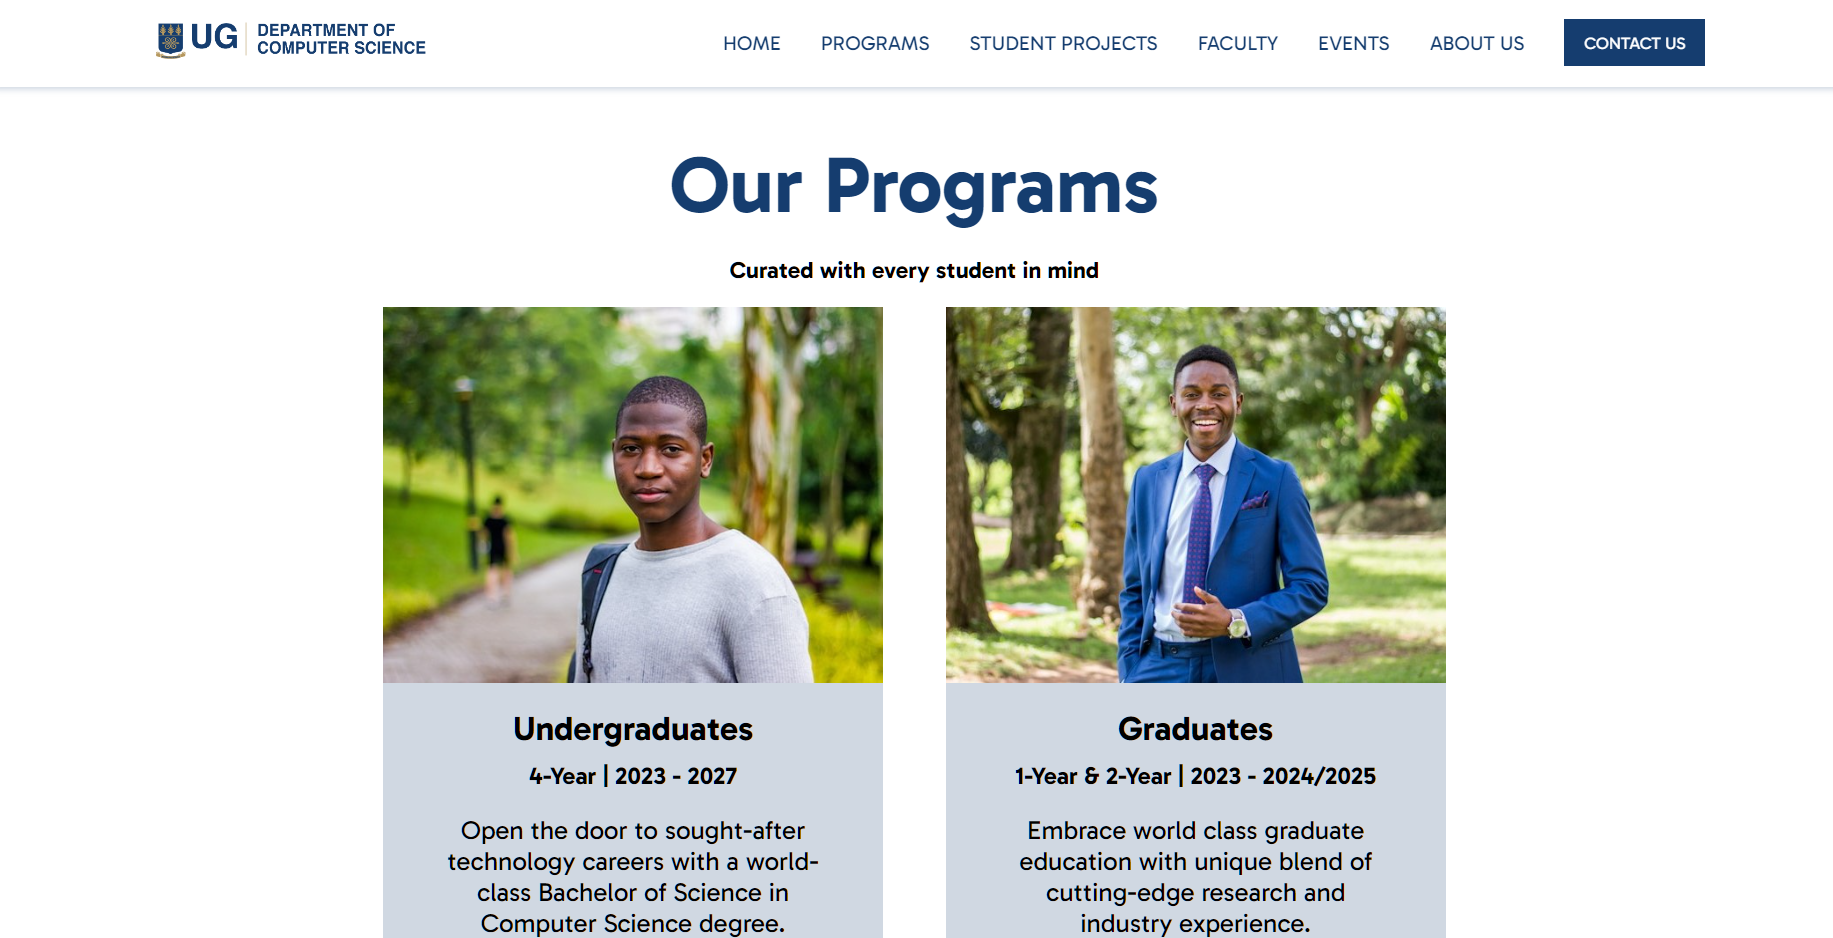 UG
DEPARTMENT OF
COMPUTER SCIENCE
HOME
PROGRAMS
STUDENT PROJECTS
FACULTY
EVENTS
ABOUT US
CONTACT US
Our Programs
Curated with every student in mind
Undergraduates
4-Year | 2023 - 2027
Open the door to sought-after
technology careers with a world-
class Bachelor of Science in
Computer Science degree.
Graduates
1-Year & 2-Year | 2023 - 2024/2025
Embrace world class graduate
education with unique blend of
cutting-edge research and
industry experience.